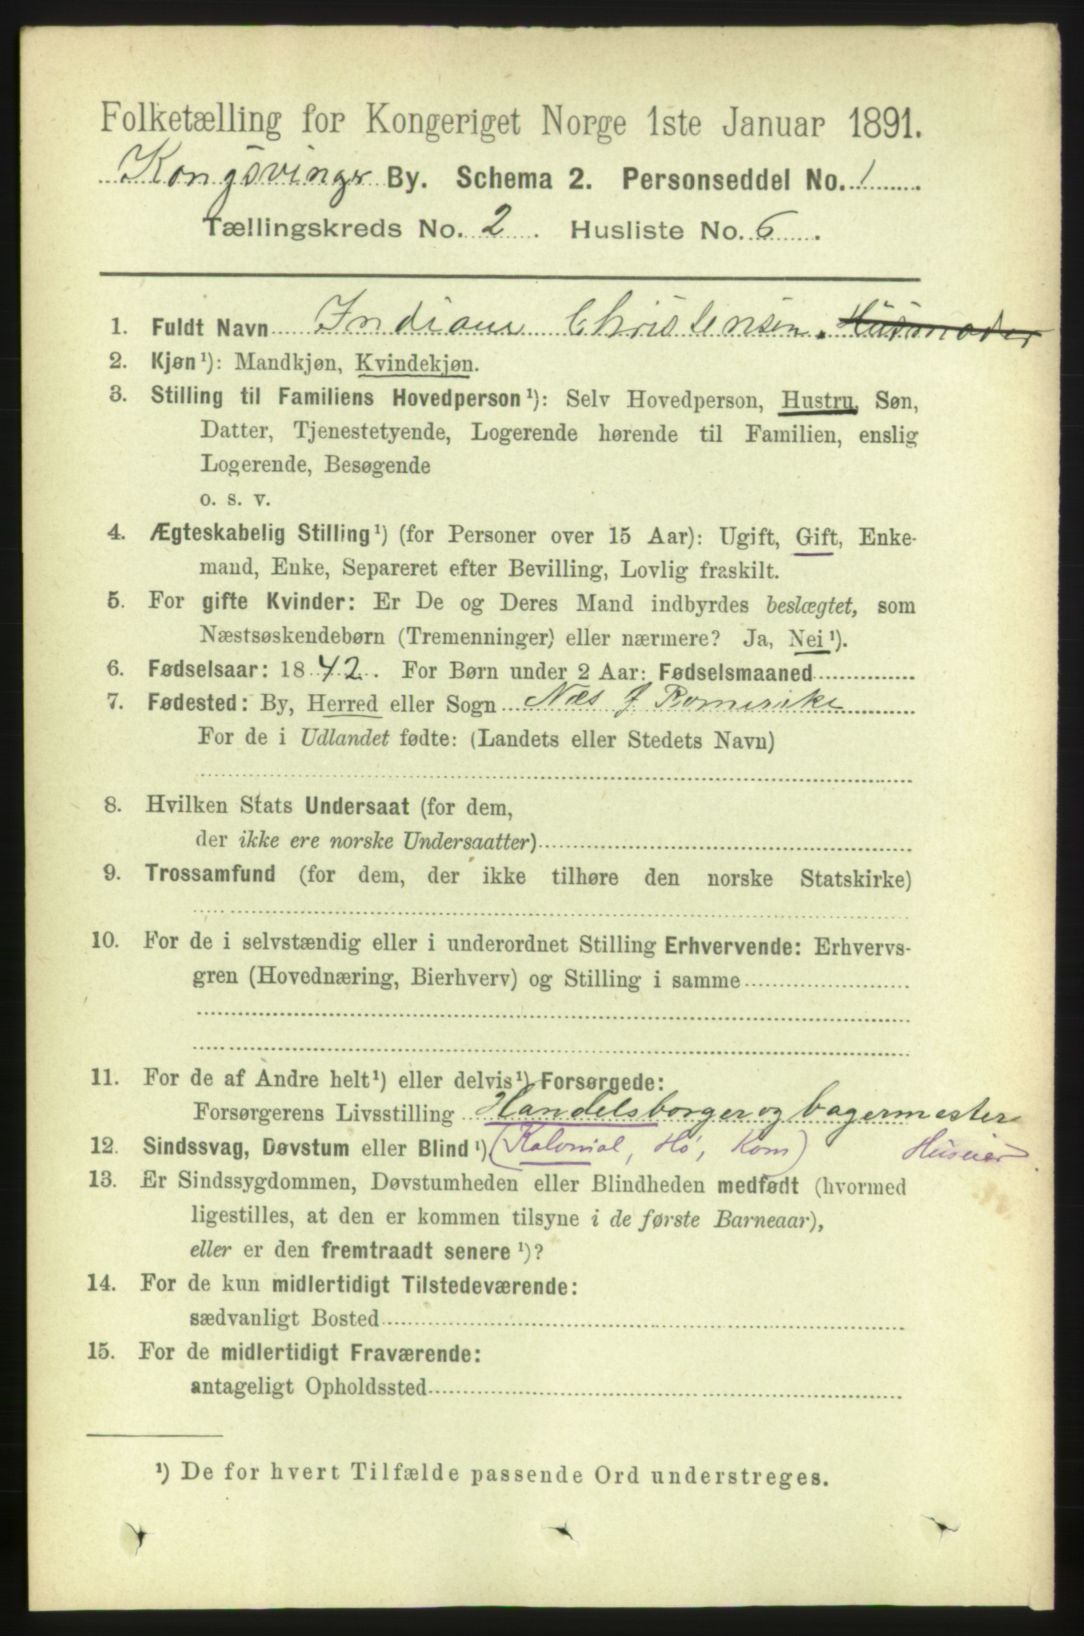 Folketælling for Kongeriget Norge 1ste Januar 1891.
Kongsvinger By. Schema 2. Personseddel No. 1
Tællingskreds No. 2. Husliste No. 6.
1. Fuldt Navn Indiane Christensen. Husmoder
2. Kjøn¹): Mandkjøn, Kvindekjøn.
3. Stilling til Familiens Hovedperson¹): Selv Hovedperson, Hustru, Søn,
Datter, Tjenestetyende, Logerende hørende til Familien, enslig
Logerende, Besøgende
o. s. v.
4. Ægteskabelig Stilling¹) (for Personer over 15 Aar): Ugift, Gift, Enke-
mand, Enke, Separeret efter Bevilling, Lovlig fraskilt.
5. For gifte Kvinder: Er De og Deres Mand indbyrdes beslægtet, som
Næstsøskendebørn (Tremenninger) eller nærmere? Ja, Nei¹).
6. Fødselsaar: 1842. For Børn under 2 Aar: Fødselsmaaned
7. Fødested: By, Herred eller Sogn Næs J Romerike
For de i Udlandet fødte: (Landets eller Stedets Navn)
8. Hvilken Stats Undersaat (for dem,
der ikke ere norske Undersaatter)
9. Trossamfund (for dem, der ikke tilhøre den norske Statskirke)
10. For de i selvstændig eller i underordnet Stilling Erhvervende: Erhvervs-
gren (Hovednæring, Bierhverv) og Stilling i samme
11. For de af Andre helt¹) eller delvis¹) Forsørgede:
Forsørgerens Livsstilling Handelsborger og bagermester
12. Sindssvag, Døvstum eller Blind¹) (Kolonial, Hö, Korn) Huseier
13. Er Sindssygdommen, Døvstumheden eller Blindheden medfødt (hvormed
ligestilles, at den er kommen tilsyne i de første Barneaar),
eller er den fremtraadt senere¹)?
14. For de kun midlertidigt Tilstedeværende:
sædvanligt Bosted
15. For de midlertidigt Fraværende:
antageligt Opholdssted
¹) De for hvert Tilfælde passende Ord understreges.